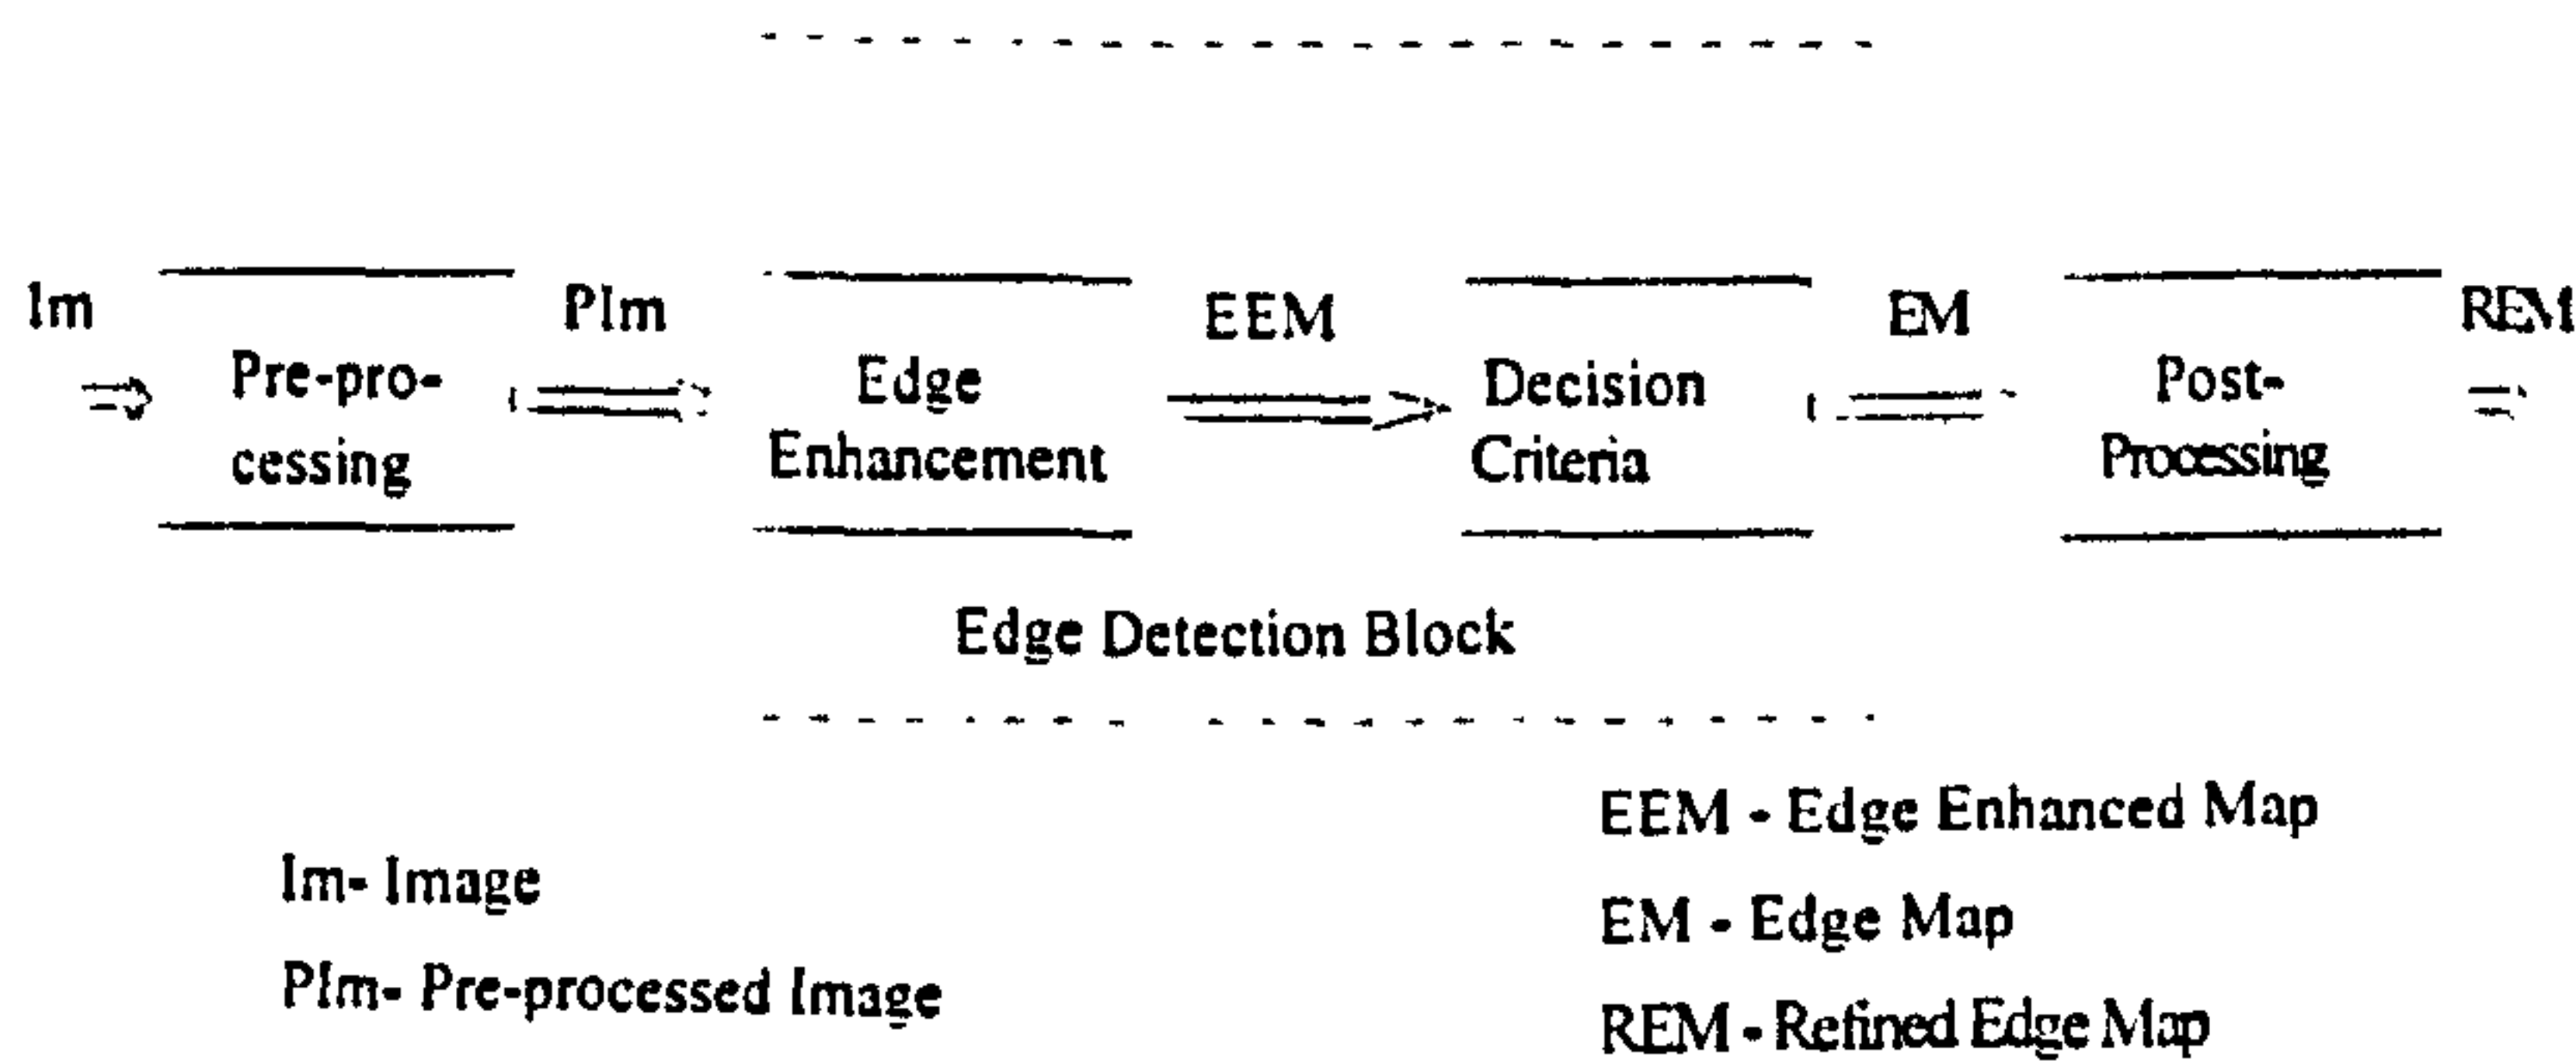 Im
PIm
EEM
EM
REM
Pre-pro-
cessing
Edge
Enhancement
Decision
Criteria
Post-
Processing
Edge Detection Block
Im- Image
PIm- Pre-processed Image
EEM - Edge Enhanced Map
EM - Edge Map
REM - Refined Edge Map